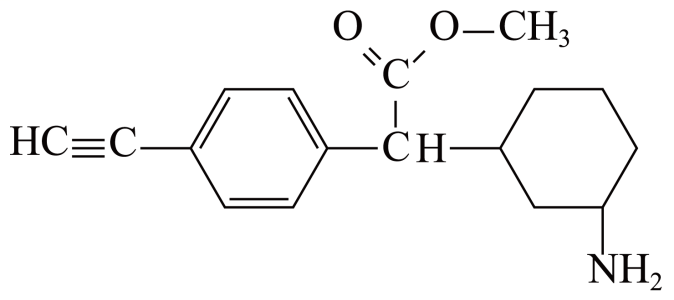 O O CH₃
C
HC≡C CH
NH₂